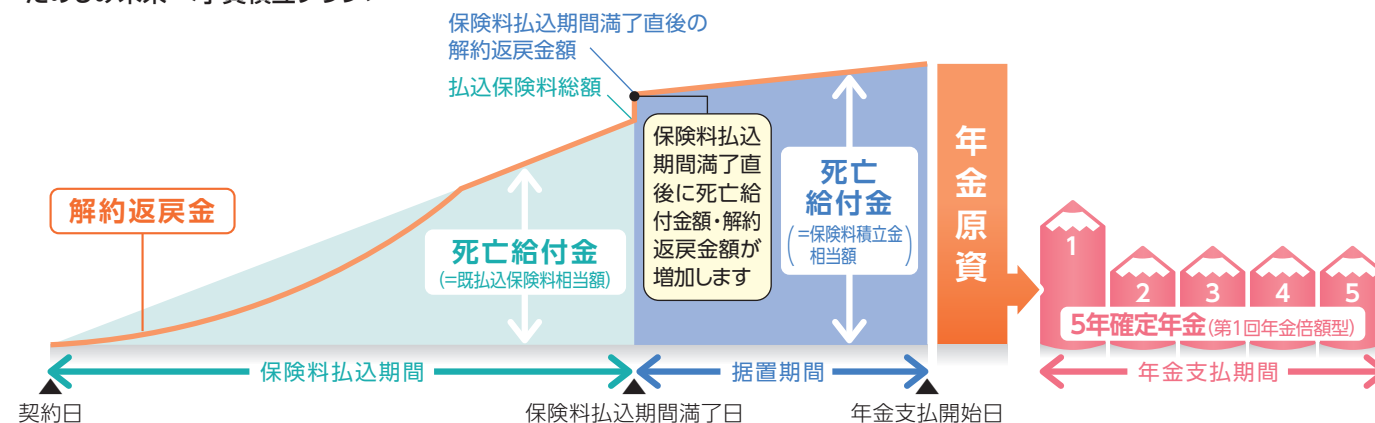 保険料払込期間満了直後の
解約返戻金額
払込保険料総額
解約返戻金
死亡給付金
(=既払込保険料相当額)
保険料払込
期間満了直
後に死亡給
付金額・解約
返戻金額が
増加します
死亡
給付金
(=保険料積立金
相当額)
年金原資
1
2
3
4
5
5年確定年金(第1回年金倍額型)
保険料払込期間
据置期間
年金支払期間
契約日
保険料払込期間満了日
年金支払開始日